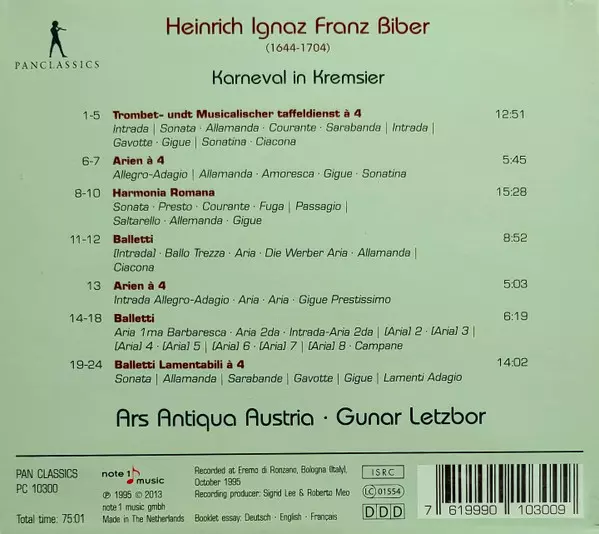 PANCLASSICS
Heinrich Ignaz Franz Biber
(1644-1704)
Karneval in Kremsier
1-5 Trombet- undt Musicalischer taffeldienst à 4 12:51
Intrada | Sonata · Allamanda · Courante · Sarabanda | Intrada |
Gavotte · Gigue | Sonatina · Ciacona
6-7 Arien à 4 5:45
Allegro-Adagio | Allamanda · Amoresca · Gigue · Sonatina
8-10 Harmonia Romana 15:28
Sonata · Presto · Courante · Fuga | Passagio |
Saltarello · Allemanda · Gigue
11-12 Balletti 8:52
[Intrada] · Ballo Trezza · Aria · Die Werber Aria · Allamanda |
Ciacona
13 Arien à 4 5:03
Intrada Allegro-Adagio · Aria · Aria · Gigue Prestissimo
14-18 Balletti 6:19
Aria 1ma Barbaresca · Aria 2da · Intrada-Aria 2da | [Aria] 2 · [Aria] 3 |
[Aria] 4 · [Aria] 5 | [Aria] 6 · [Aria] 7 | [Aria] 8 · Campane
19-24 Balletti Lamentabili à 4 14:02
Sonata | Allamanda | Sarabande | Gavotte | Gigue | Lamenti Adagio
Ars Antiqua Austria · Gunar Letzbor
PAN CLASSICS
PC 10300
Total time: 75:01
note 1 music
℗ 1995 © 2013
note 1 music gmbh
Made in The Netherlands
Recorded at Eremo di Ronzano, Bologna (Italy),
October 1995
Recording producer: Sigrid Lee & Roberto Meo
Booklet essay: Deutsch · English · Français
ISRC
LC 01554
DDD
7 619990 103009